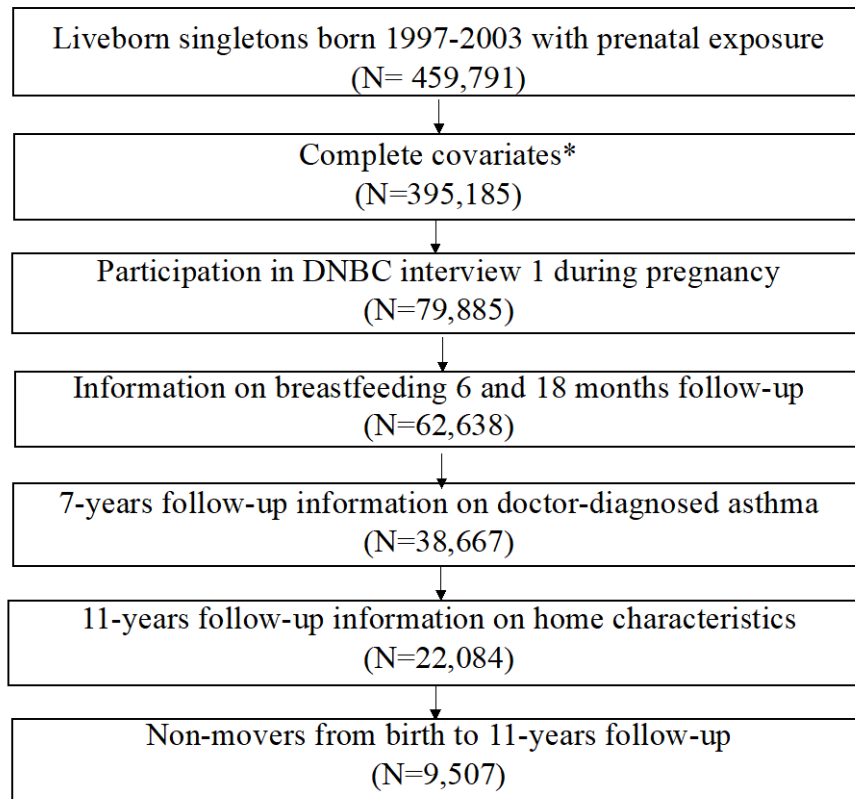 Liveborn singletons born 1997-2003 with prenatal exposure
(N= 459,791)
Complete covariates*
(N=395,185)
Participation in DNBC interview 1 during pregnancy
(N=79,885)
Information on breastfeeding 6 and 18 months follow-up
(N=62,638)
7-years follow-up information on doctor-diagnosed asthma
(N=38,667)
11-years follow-up information on home characteristics
(N=22,084)
Non-movers from birth to 11-years follow-up
(N=9,507)